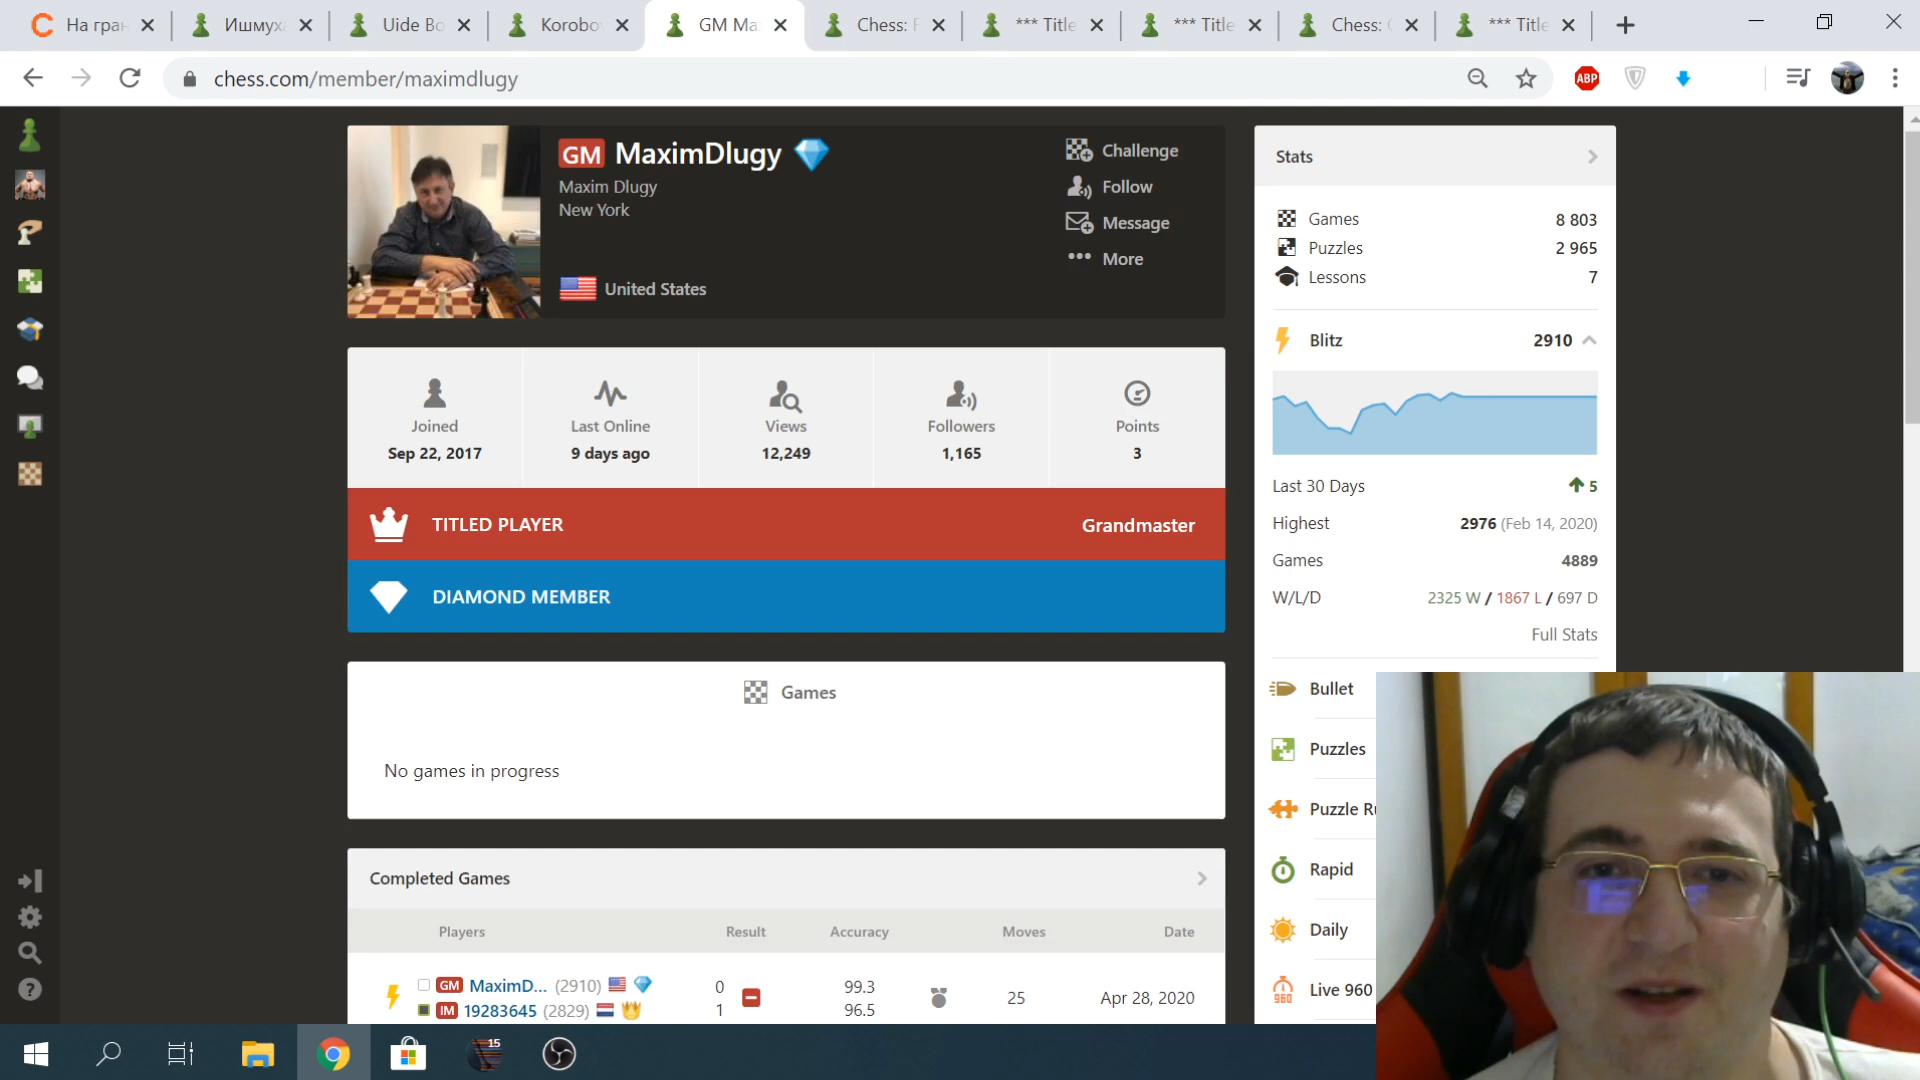 На гран
Ишмух
Uide Bo
Korobov
GM Ma
Chess: F
*** Title
*** Title
Chess: (
*** Title
chess.com/member/maximdlugy
ABP
GM MaximDlugy
Maxim Dlugy
New York
United States
Challenge
Follow
Message
More
Joined
Sep 22, 2017
Last Online
9 days ago
Views
12,249
Followers
1,165
Points
3
TITLED PLAYER
Grandmaster
DIAMOND MEMBER
Games
No games in progress
Completed Games
Players Result Accuracy Moves Date
GM MaximD... (2910) 0 99.3
25 Apr 28, 2020
IM 19283645 (2829) 1 96.5
Stats
Games 8 803
Puzzles 2 965
Lessons 7
Blitz 2910
Last 30 Days 5
Highest 2976 (Feb 14, 2020)
Games 4889
W/L/D 2325 W / 1867 L / 697 D
Full Stats
Bullet
Puzzles
Puzzle Ru
Rapid
Daily
960 Live 960
15